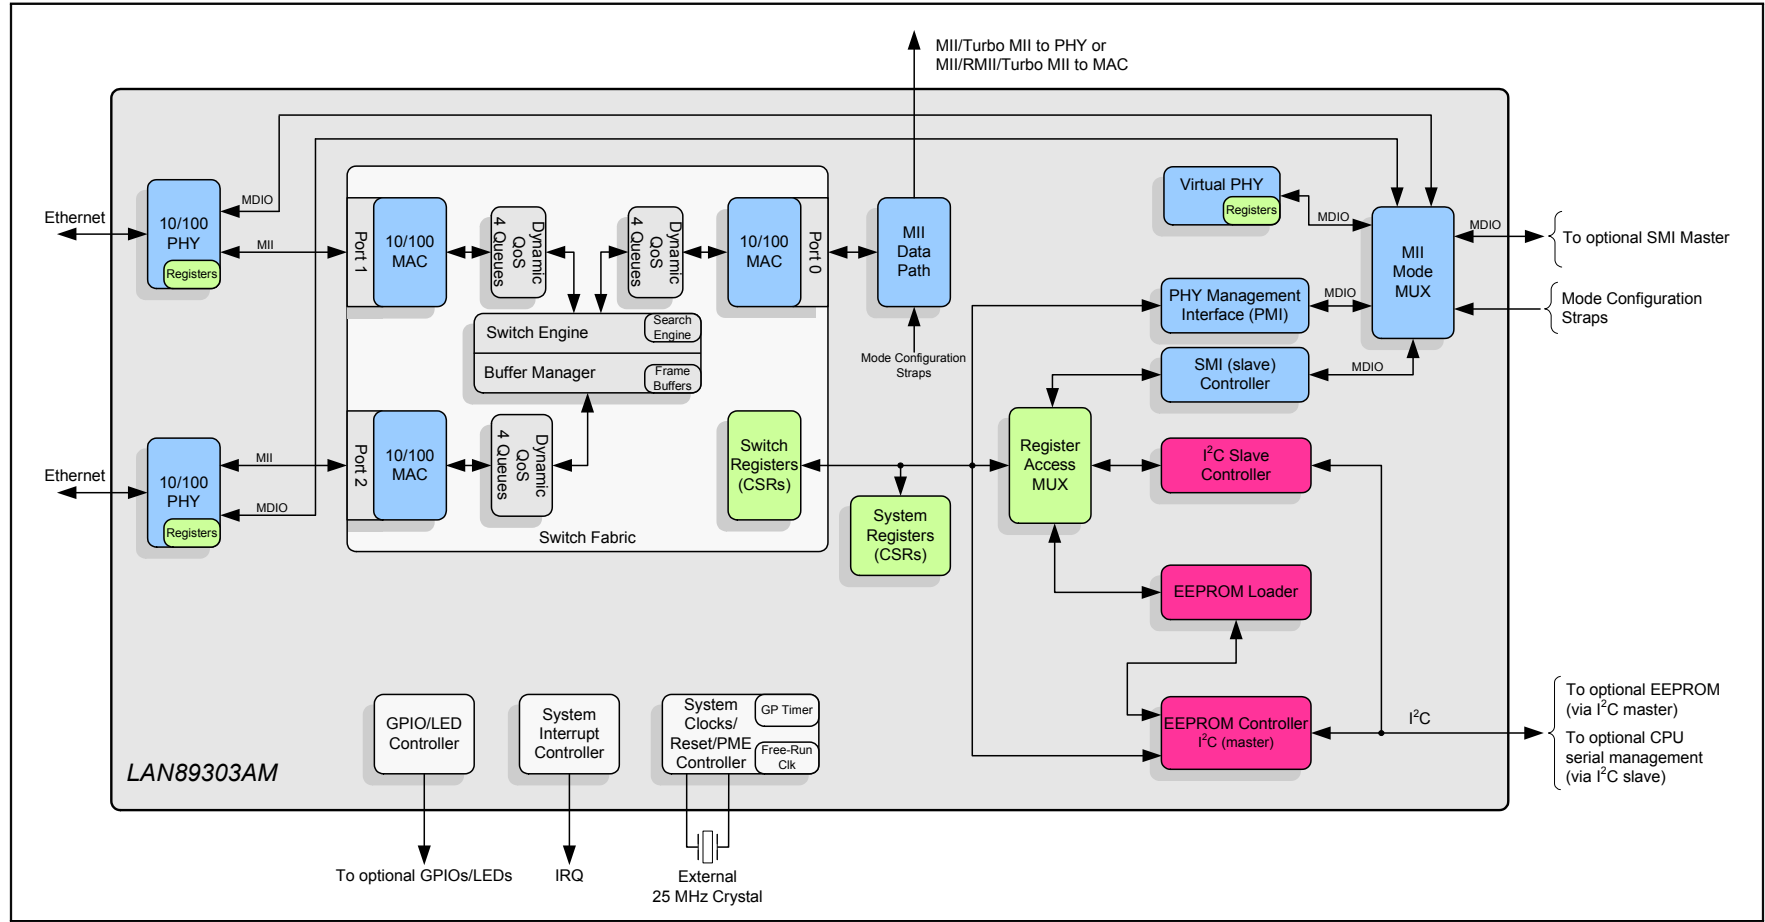 MII/Turbo MII to PHY or
MII/RMII/Turbo MII to MAC
Ethernet
10/100
PHY
Registers
MDIO
MII
Port 1
10/100
MAC
Dynamic
QoS
4 Queues
Dynamic
QoS
4 Queues
10/100
MAC
Port 0
MII
Data
Path
Mode Configuration
Straps
Switch Engine
Search
Engine
Buffer Manager
Frame
Buffers
Ethernet
10/100
PHY
Registers
MII
MDIO
Port 2
10/100
MAC
Dynamic
QoS
4 Queues
Switch
Registers
(CSRs)
Switch Fabric
System
Registers
(CSRs)
Virtual PHY
Registers
MDIO
MII
Mode
MUX
MDIO
To optional SMI Master
PHY Management
Interface (PMI)
MDIO
Mode Configuration
Straps
SMI (slave)
Controller
MDIO
Register
Access
MUX
I²C Slave
Controller
EEPROM Loader
EEPROM Controller
I²C (master)
I²C
To optional EEPROM
(via I²C master)
To optional CPU
serial management
(via I²C slave)
GPIO/LED
Controller
System
Interrupt
Controller
System
Clocks/
Reset/PME
Controller
GP Timer
Free-Run
Clk
LAN89303AM
To optional GPIOs/LEDs
IRQ
External
25 MHz Crystal